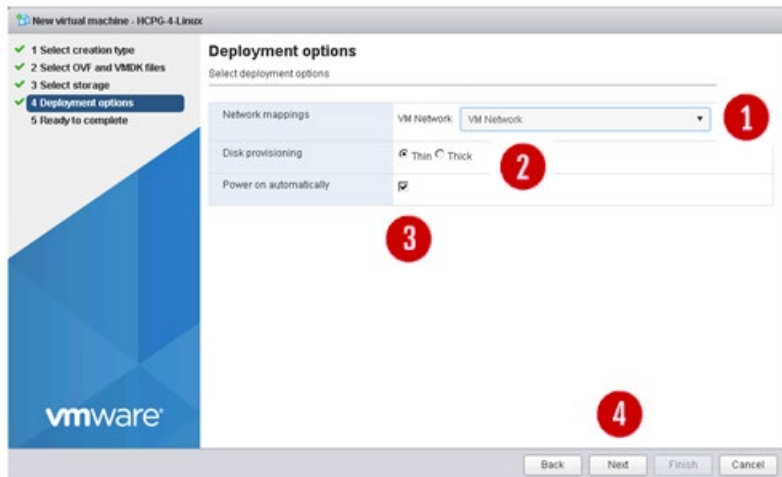 New virtual machine - HCPG-4-Linux
1 Select creation type
2 Select OVF and VMDK files
3 Select storage
4 Deployment options
5 Ready to complete
Deployment options
Select deployment options
Network mappings
VM Network
VM Network
1
Disk provisioning
Thin
Thick
2
Power on automatically
3
vmware
4
Back
Next
Finish
Cancel